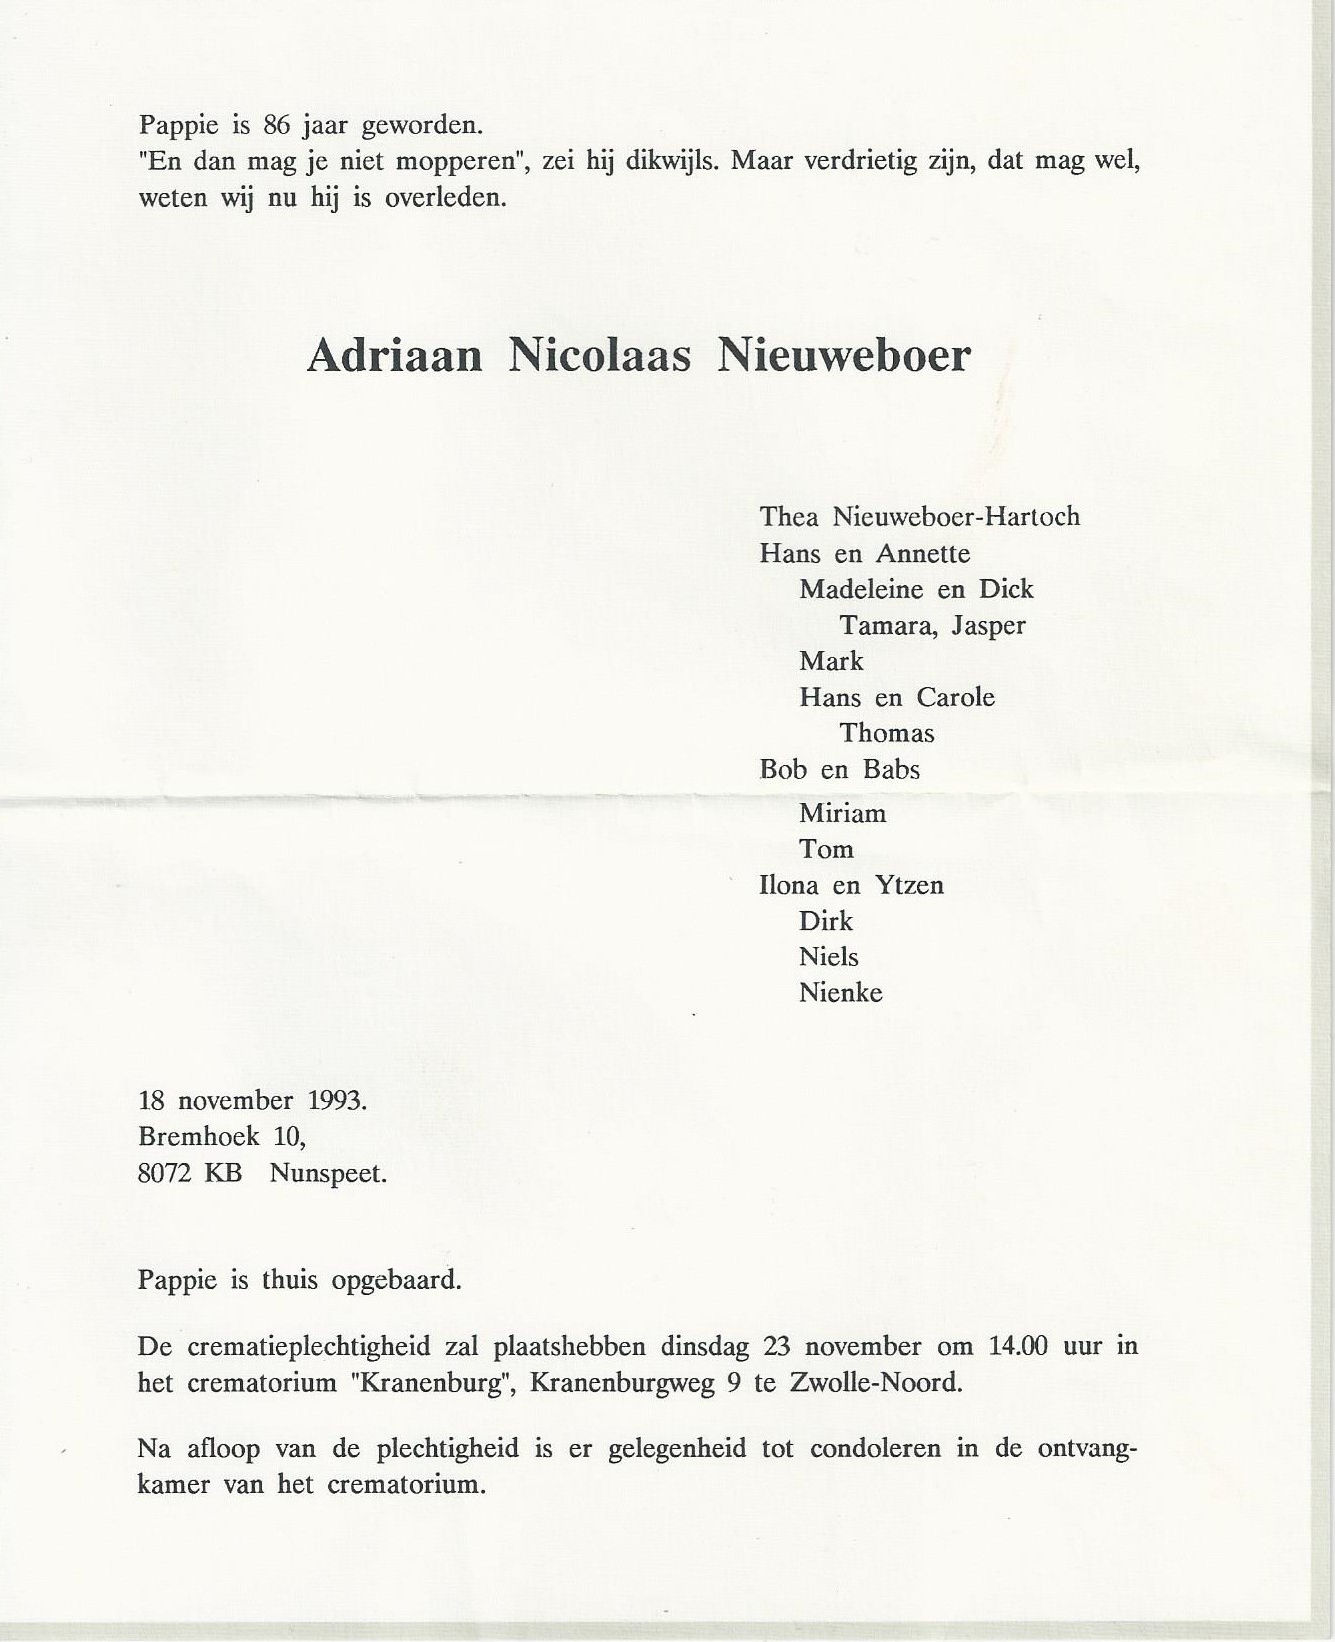 Pappie is 86 jaar geworden.
"En dan mag je niet mopperen", zei hij dikwijls. Maar verdrietig zijn, dat mag wel,
weten wij nu hij is overleden.
Adriaan Nicolaas Nieuweboer
Thea Nieuweboer-Hartoch
Hans en Annette
Madeleine en Dick
Tamara, Jasper
Mark
Hans en Carole
Thomas
Bob en Babs
Miriam
Tom
Ilona en Ytzen
Dirk
Niels
Nienke
18 november 1993.
Bremhoek 10,
8072 KB Nunspeet.
Pappie is thuis opgebaard.
De crematieplechtigheid zal plaatshebben dinsdag 23 november om 14.00 uur in
het crematorium "Kranenburg", Kranenburgweg 9 te Zwolle-Noord.
Na afloop van de plechtigheid is er gelegenheid tot condoleren in de ontvang-
kamer van het crematorium.